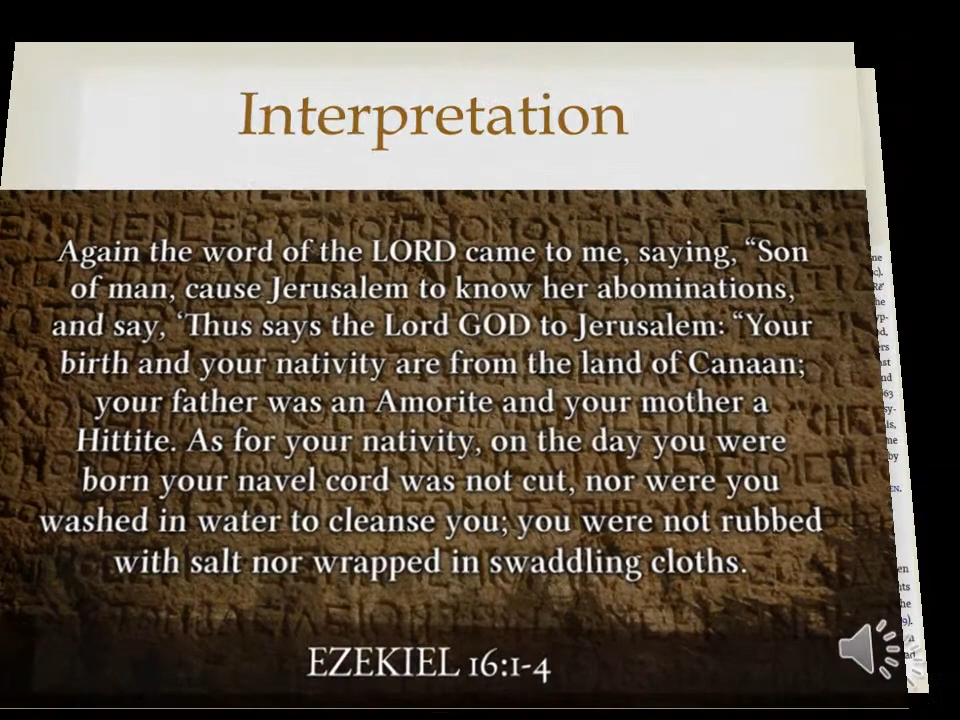 Interpretation
Again the word of the LORD came to me, saying, “Son
of man, cause Jerusalem to know her abominations,
and say, ‘Thus says the Lord GOD to Jerusalem: “Your
birth and your nativity are from the land of Canaan;
your father was an Amorite and your mother a
Hittite. As for your nativity, on the day you were
born your navel cord was not cut, nor were you
washed in water to cleanse you; you were not rubbed
with salt nor wrapped in swaddling cloths.
EZEKIEL 16:1-4